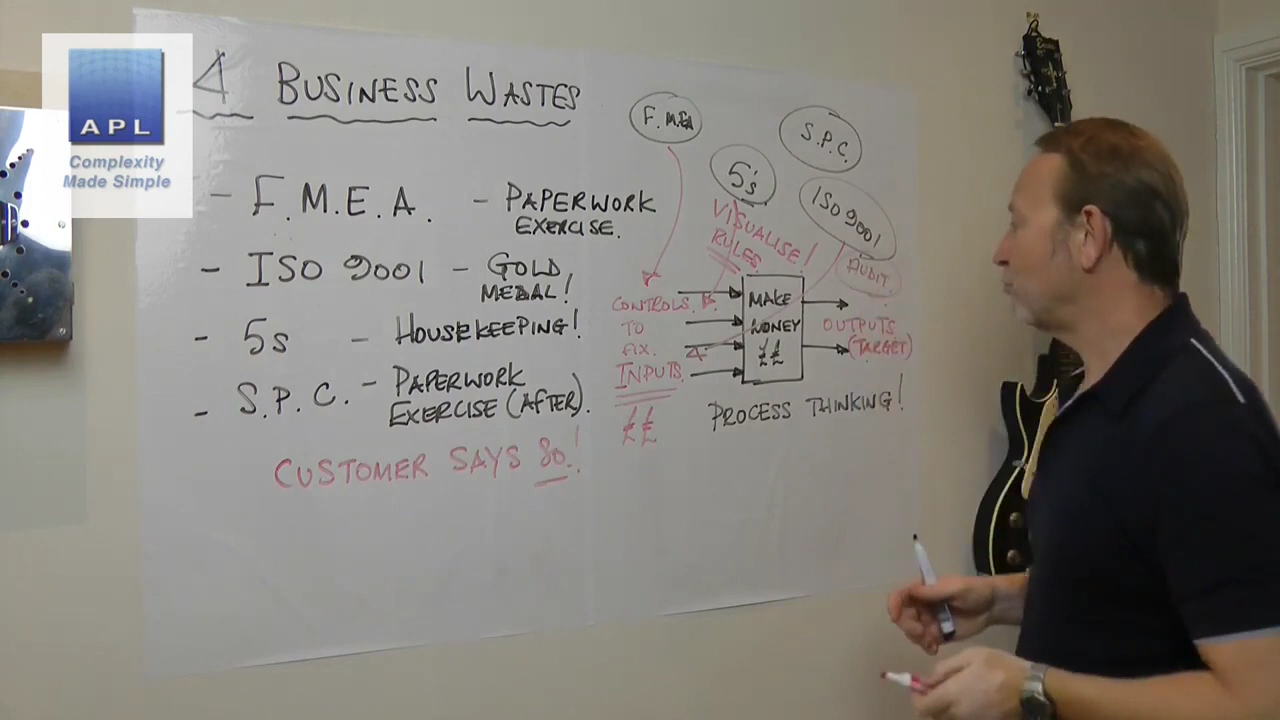 APL
Complexity
Made Simple
4 BUSINESS WASTES
- F.M.E.A. - PAPERWORK
EXERCISE.
- ISO 9001 - GOLD
MEDAL!
- 5s - HOUSEKEEPING!
- S.P.C. - PAPERWORK
EXERCISE (AFTER).
CUSTOMER SAYS SO.!
F.M.EA
S.P.C.
5's
ISO 9001
VISUALISE!
RULES
AUDIT.
CONTROLS.
TO
FIX.
INPUTS.
££
MAKE
MONEY
££
OUTPUTS
(TARGET)
PROCESS THINKING!